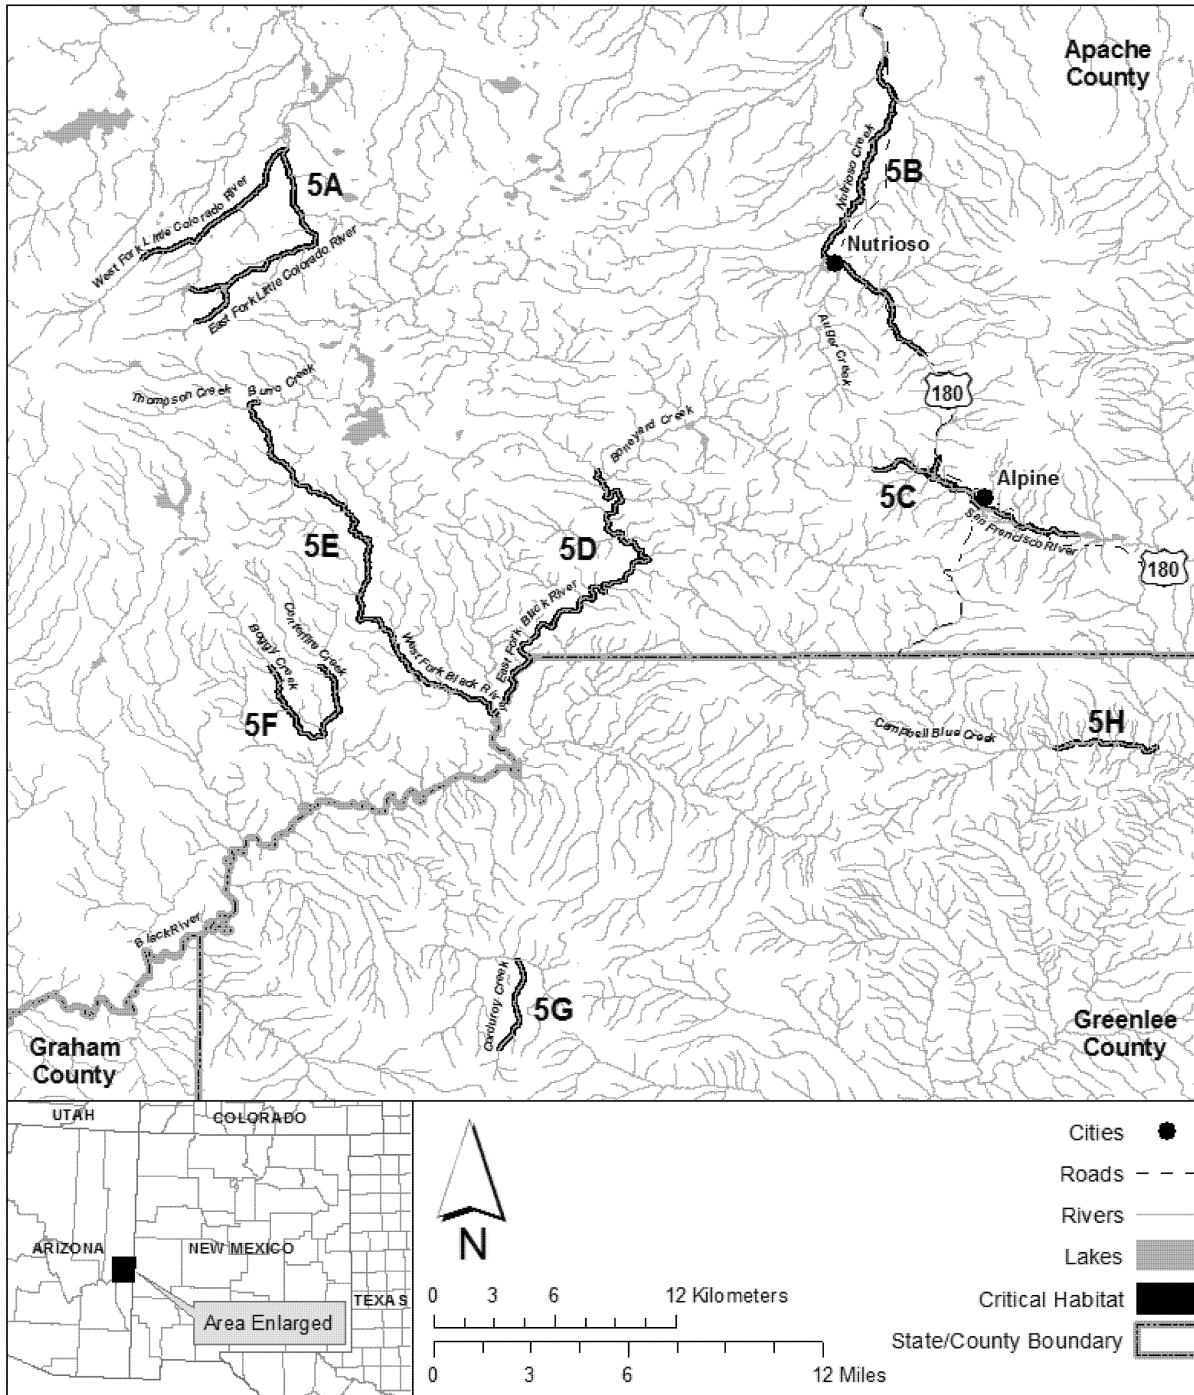 Apache
County
5A
5B
Nutrioso Creek
West Fork Little Colorado River
Nutrioso
East Fork Little Colorado River
Auger Creek
Thompson Creek
Burro Creek
180
Boneyard Creek
5C
Alpine
San Francisco River
180
5E
5D
East Fork Black River
Centerfire Creek
Boggy Creek
West Fork Black River
5F
5H
Campbell Blue Creek
Black River
Corduroy Creek
5G
Graham
County
Greenlee
County
UTAH
COLORADO
ARIZONA
NEW MEXICO
TEXAS
Area Enlarged
N
0 3 6 12 Kilometers
0 3 6 12 Miles
Cities
Roads
Rivers
Lakes
Critical Habitat
State/County Boundary